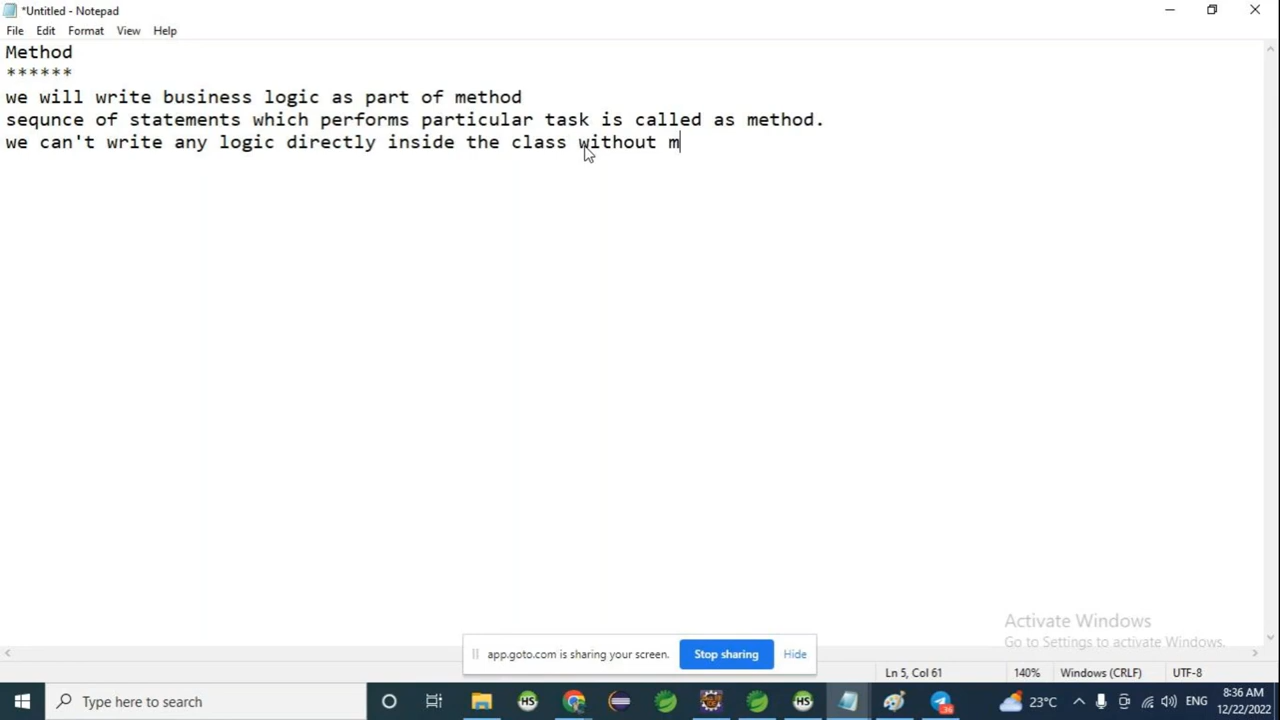 *Untitled - Notepad
File Edit Format View Help
Method
******
we will write business logic as part of method
sequnce of statements which performs particular task is called as method.
we can't write any logic directly inside the class without m
Activate Windows
Go to Settings to activate Windows.
app.goto.com is sharing your screen. Stop sharing Hide
Ln 5, Col 61 140% Windows (CRLF) UTF-8
Type here to search HS HS 36 23°C ENG 8:36 AM
12/22/2022